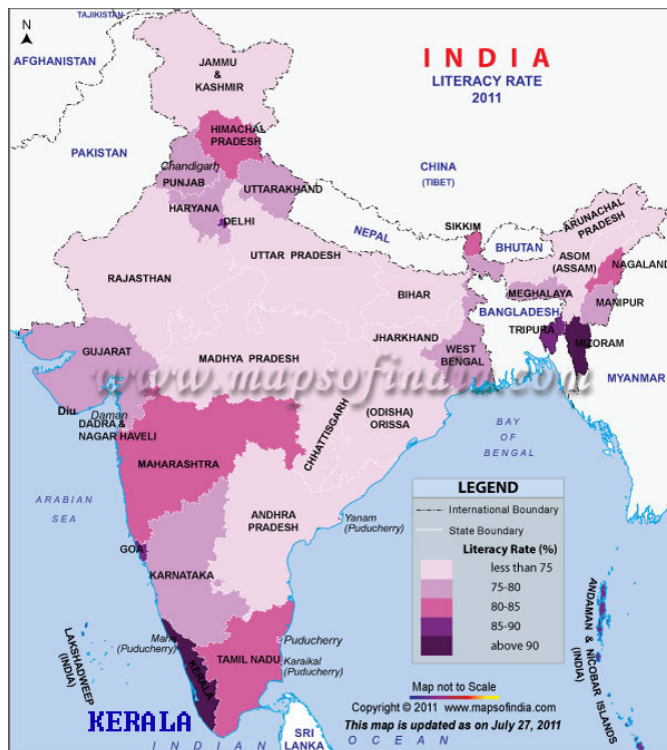 N
TAJIKISTAN
AFGHANISTAN
INDIA
LITERACY RATE
2011
JAMMU
&
KASHMIR
PAKISTAN
HIMACHAL
PRADESH
Chandigarh
PUNJAB
UTTARAKHAND
CHINA
(TIBET)
HARYANA
DELHI
NEPAL
SIKKIM
BHUTAN
ARUNACHAL
PRADESH
RAJASTHAN
UTTAR PRADESH
ASOM
(ASSAM)
NAGALAND
BIHAR
MEGHALAYA
MANIPUR
BANGLADESH
TRIPURA
MIZORAM
GUJARAT
MADHYA PRADESH
JHARKHAND
WEST
BENGAL
www.mapsofindia.com
MYANMAR
Diu
Daman
DADRA &
NAGAR HAVELI
CHHATTISGARH
(ODISHA)
ORISSA
BAY
OF
BENGAL
MAHARASHTRA
ARABIAN
SEA
ANDHRA
PRADESH
Yanam
(Puducherry)
GOA
KARNATAKA
LEGEND
International Boundary
State Boundary
Literacy Rate (%)
less than 75
75-80
80-85
85-90
above 90
ANDAMAN & NICOBAR ISLANDS
(INDIA)
LAKSHADWEEP
(INDIA)
Mahe
(Puducherry)
KERALA
TAMIL NADU
Puducherry
Karaikal
(Puducherry)
KERALA
SRI
LANKA
INDIAN OCEAN
Map not to Scale
Copyright © 2011 www.mapsofindia.com
This map is updated as on July 27, 2011